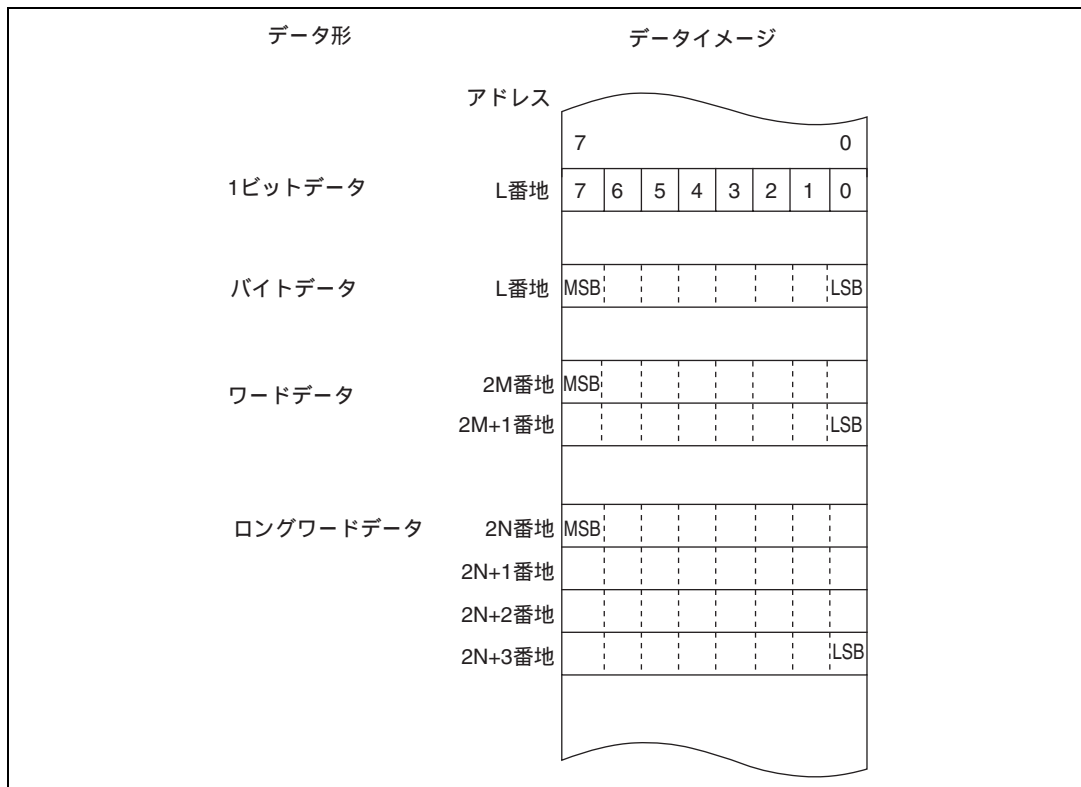 データ形 データイメージ
アドレス
7 0
1ビットデータ L番地 7 6 5 4 3 2 1 0
バイトデータ L番地 MSB LSB
ワードデータ 2M番地 MSB
2M+1番地 LSB
ロングワードデータ 2N番地 MSB
2N+1番地
2N+2番地
2N+3番地 LSB